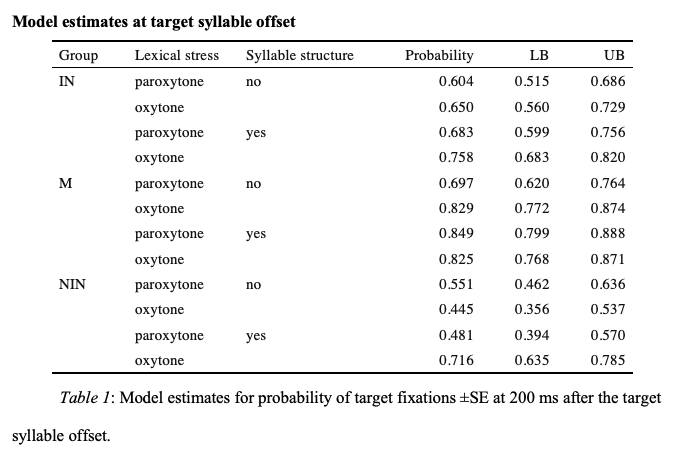 Model estimates at target syllable offset
Group Lexical stress Syllable structure Probability LB UB
IN paroxytone no 0.604 0.515 0.686
oxytone 0.650 0.560 0.729
paroxytone yes 0.683 0.599 0.756
oxytone 0.758 0.683 0.820
M paroxytone no 0.697 0.620 0.764
oxytone 0.829 0.772 0.874
paroxytone yes 0.849 0.799 0.888
oxytone 0.825 0.768 0.871
NIN paroxytone no 0.551 0.462 0.636
oxytone 0.445 0.356 0.537
paroxytone yes 0.481 0.394 0.570
oxytone 0.716 0.635 0.785
Table 1: Model estimates for probability of target fixations ±SE at 200 ms after the target
syllable offset.